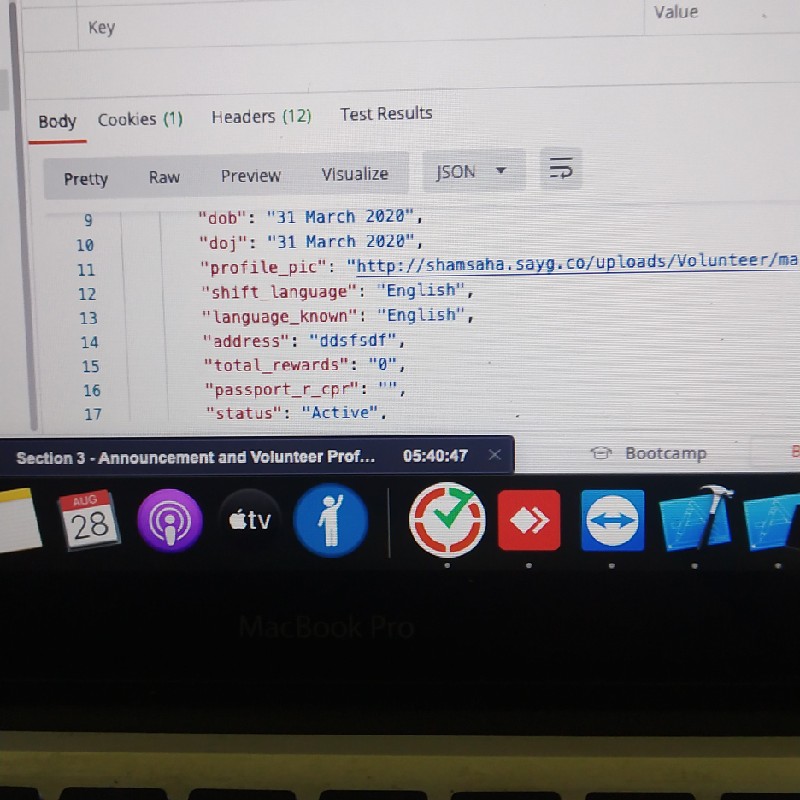 Key Value
Body Cookies (1) Headers (12) Test Results
Pretty Raw Preview Visualize JSON
9 "dob": "31 March 2020",
10 "doj": "31 March 2020",
11 "profile_pic": "http://shamsaha.sayg.co/uploads/Volunteer/ma
12 "shift_language": "English",
13 "language_known": "English",
14 "address": "ddsfsdf",
15 "total_rewards": "0",
16 "passport_r_cpr": "",
17 "status": "Active",
Section 3 - Announcement and Volunteer Prof... 05:40:47 Bootcamp
AUG
28
tv
MacBook Pro